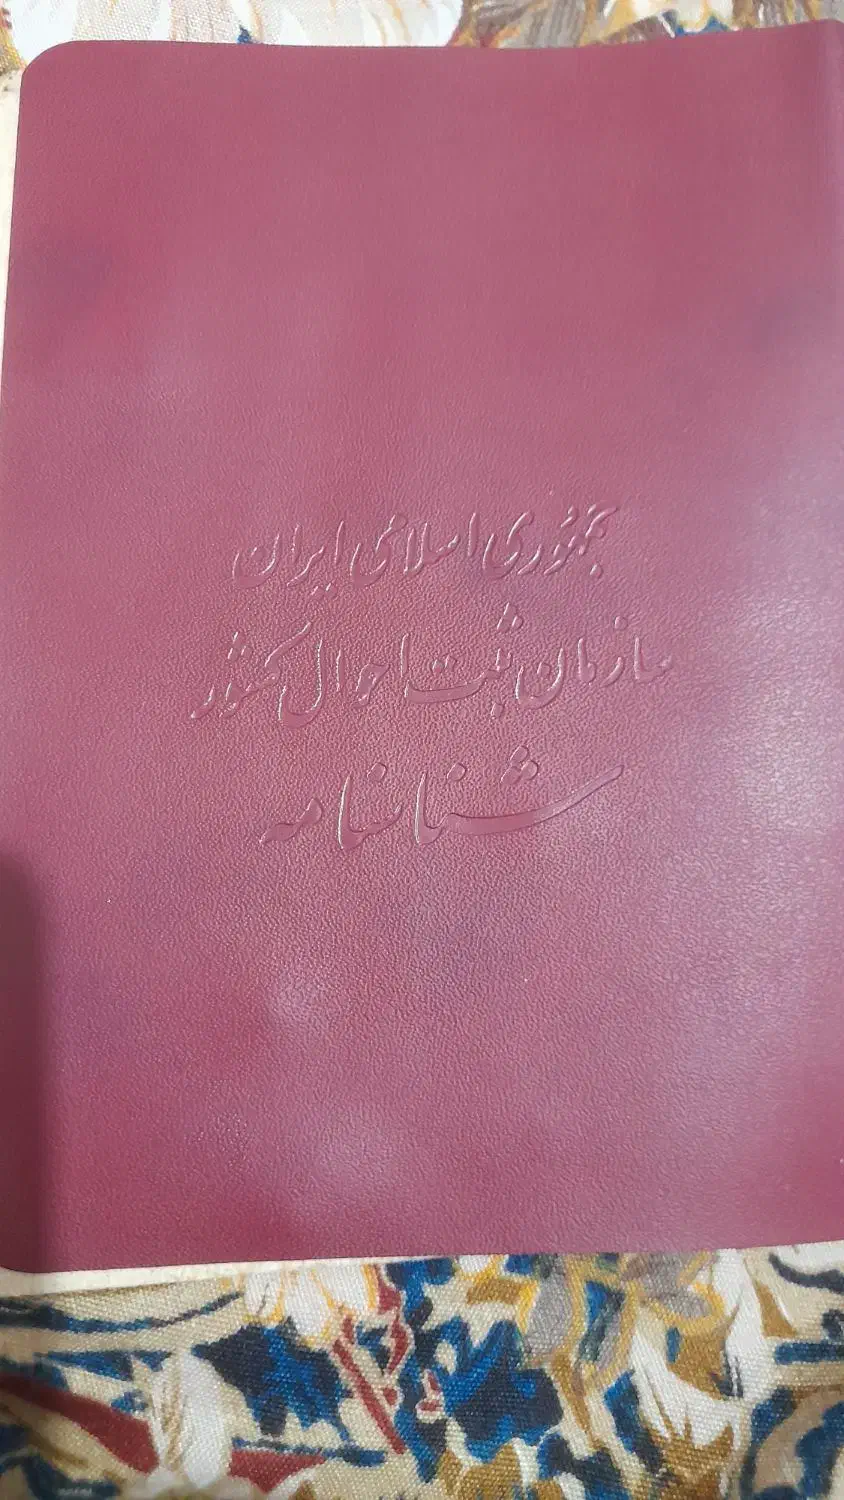 جمهوری اسلامی ایران
سازمان ثبت احوال کشور
شناسنامه